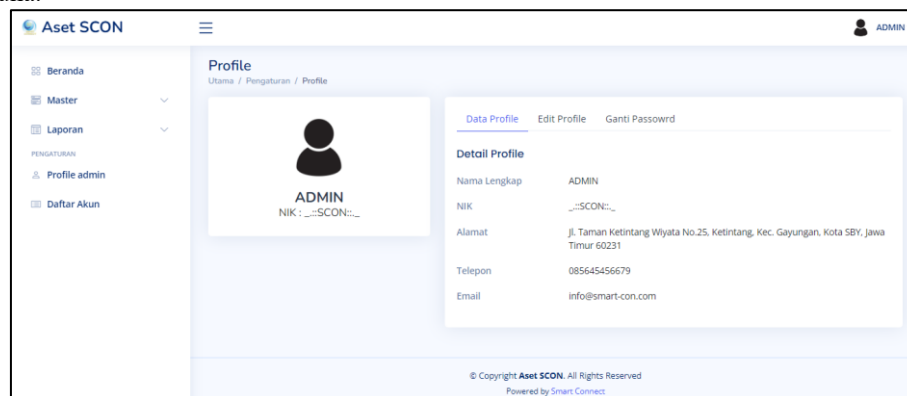 Aset SCON
ADMIN
Beranda
Master
Laporan
PENGATURAN
Profile admin
Daftar Akun
Profile
Utama / Pengaturan / Profile
ADMIN
NIK : _.::SCON::._
Data Profile Edit Profile Ganti Passowrd
Detail Profile
Nama Lengkap ADMIN
NIK _.::SCON::._
Alamat Jl. Taman Ketintang Wiyata No.25, Ketintang, Kec. Gayungan, Kota SBY, Jawa
Timur 60231
Telepon 085645456679
Email info@smart-con.com
© Copyright Aset SCON. All Rights Reserved
Powered by Smart Connect